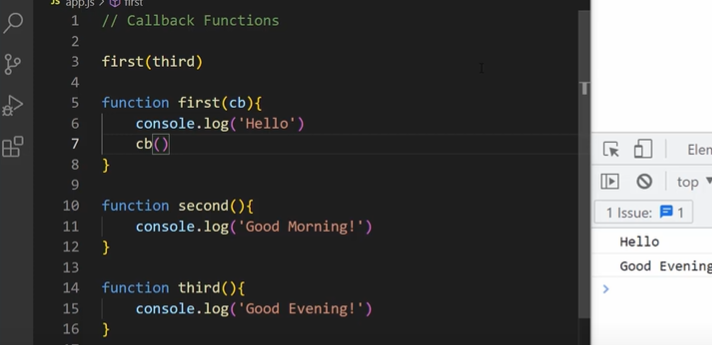 JS app.js > first
1 // Callback Functions
2
3 first(third)
4
5 function first(cb){
6 console.log('Hello')
7 cb()
8 }
9
10 function second(){
11 console.log('Good Morning!')
12 }
13
14 function third(){
15 console.log('Good Evening!')
16 }
Elem
top
1 Issue: 1
Hello
Good Evening
>